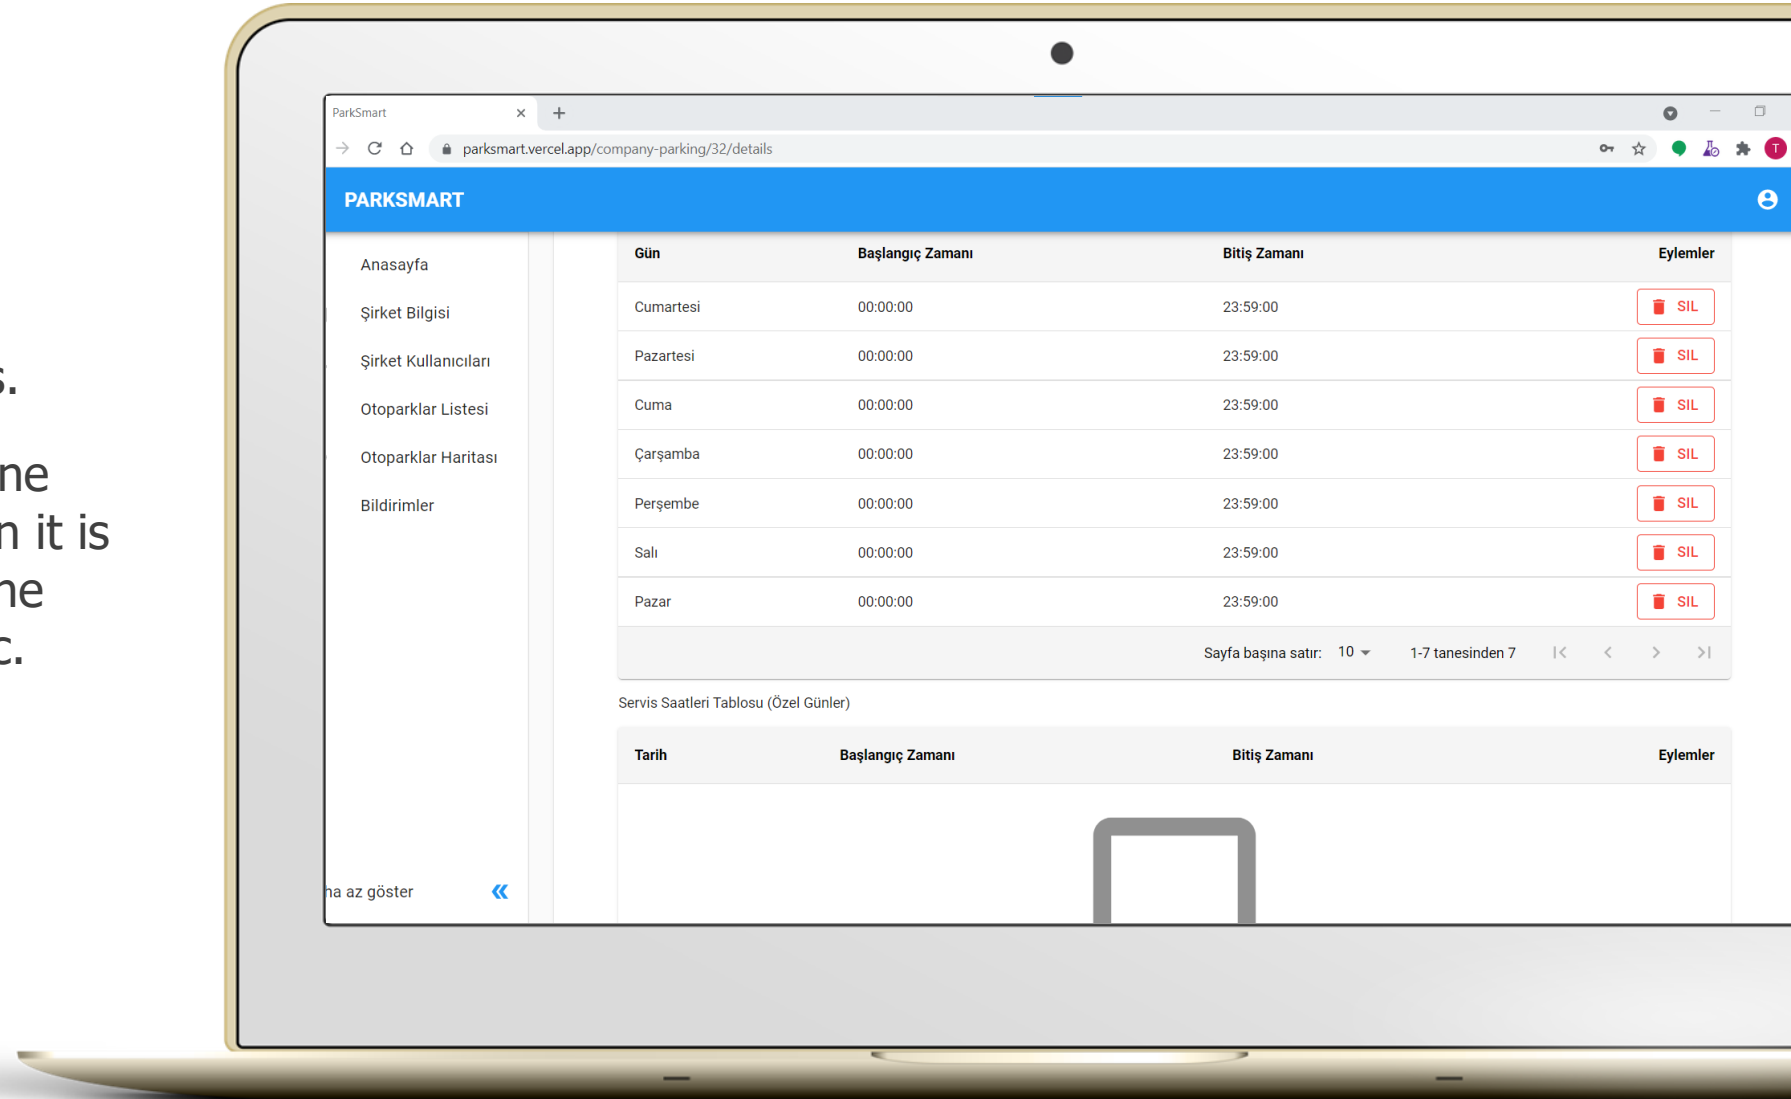 s.
ne
n it is
ne
c.
ParkSmart
parksmart.vercel.app/company-parking/32/details
T
PARKSMART
Anasayfa
Şirket Bilgisi
Şirket Kullanıcıları
Otoparklar Listesi
Otoparklar Haritası
Bildirimler
ha az göster
Gün Başlangıç Zamanı Bitiş Zamanı Eylemler
Cumartesi 00:00:00 23:59:00 SIL
Pazartesi 00:00:00 23:59:00 SIL
Cuma 00:00:00 23:59:00 SIL
Çarşamba 00:00:00 23:59:00 SIL
Perşembe 00:00:00 23:59:00 SIL
Salı 00:00:00 23:59:00 SIL
Pazar 00:00:00 23:59:00 SIL
Sayfa başına satır: 10 1-7 tanesinden 7
Servis Saatleri Tablosu (Özel Günler)
Tarih Başlangıç Zamanı Bitiş Zamanı Eylemler